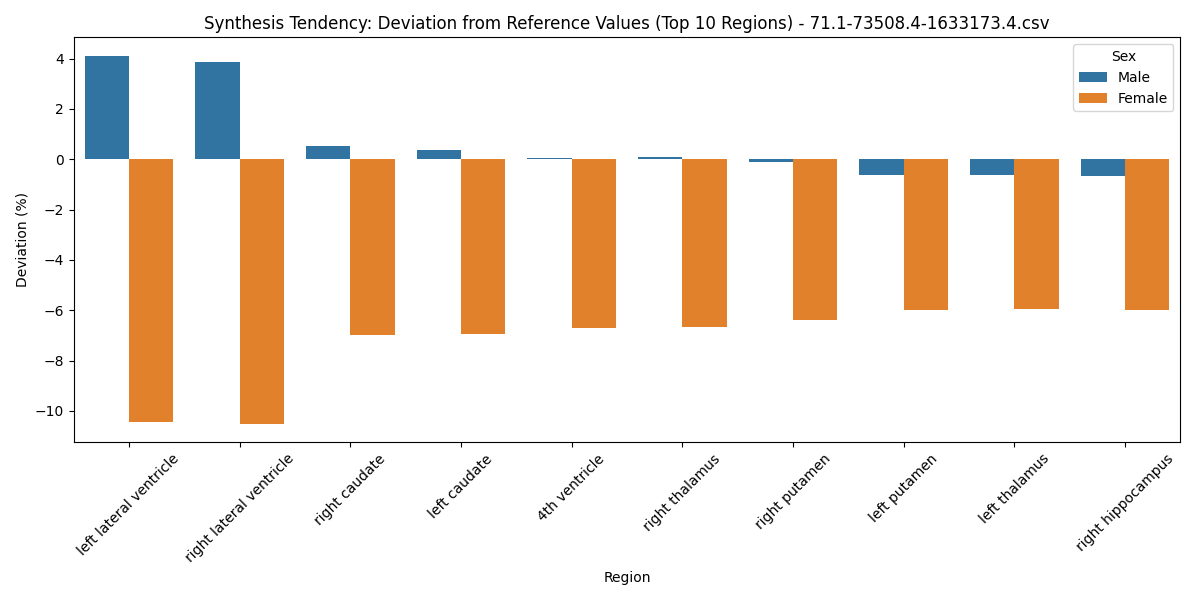 Synthesis Tendency: Deviation from Reference Values (Top 10 Regions) - 71.1-73508.4-1633173.4.csv
Sex
Male
Female
Deviation (%)
4
2
0
−2
−4
−6
−8
−10
left lateral ventricle
right lateral ventricle
right caudate
left caudate
4th ventricle
right thalamus
right putamen
left putamen
left thalamus
right hippocampus
Region